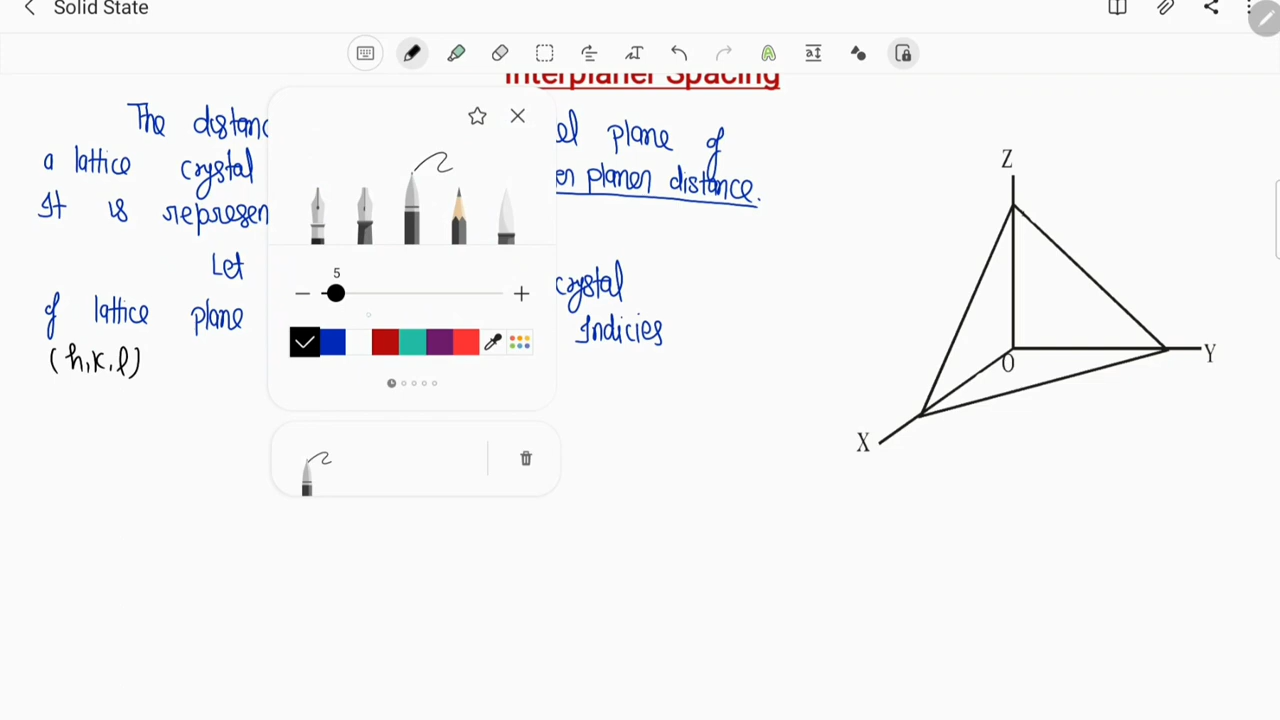 Solid State
Interplaner Spacing
The distanc el plane of
a lattice crystal er planer distance.
It is represen
Let crystal
of lattice plane Indicies
(h,k,l)
5
Z
Y
O
X